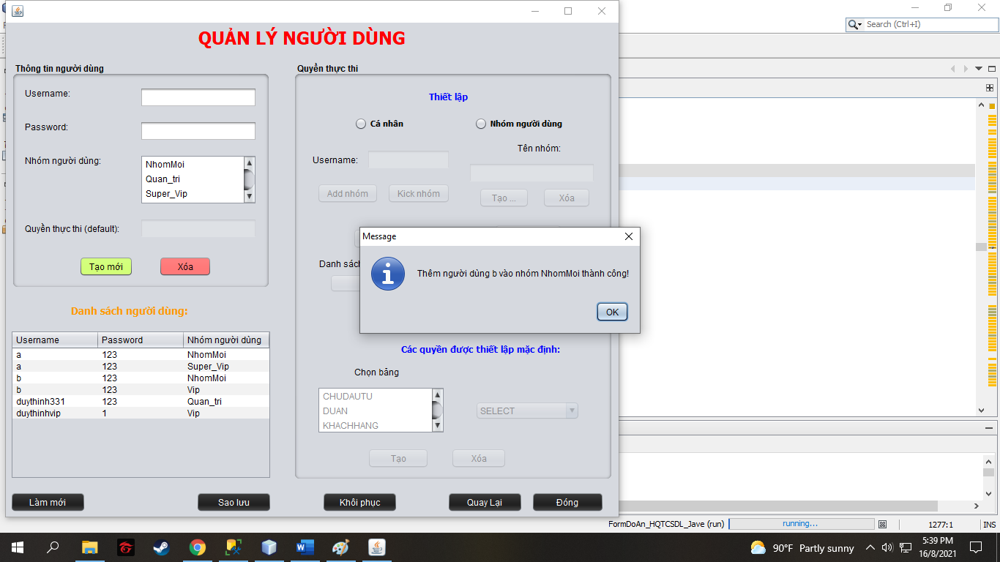 Search (Ctrl+I)
QUẢN LÝ NGƯỜI DÙNG
Thông tin người dùng
Username:
Password:
Nhóm người dùng:
NhomMoi
Quan_tri
Super_Vip
Quyền thực thi (default):
Tạo mới Xóa
Danh sách người dùng:
Username Password Nhóm người dùng
a 123 NhomMoi
a 123 Super_Vip
b 123 NhomMoi
b 123 Vip
duythinh331 123 Quan_tri
duythinhvip 1 Vip
Quyền thực thi
Thiết lập
Cá nhân Nhóm người dùng
Tên nhóm:
Username:
Add nhóm Kick nhóm
Tạo ... Xóa
Danh sách
Message
Thêm người dùng b vào nhóm NhomMoi thành công!
OK
Các quyền được thiết lập mặc định:
Chọn bảng
CHUDAUTU
DUAN
KHACHHANG
SELECT
Tạo Xóa
Làm mới Sao lưu Khôi phục Quay Lại Đóng
FormDoAn_HQTCSDL_Jave (run) running... 1277:1 INS
90°F Partly sunny
5:39 PM
16/8/2021